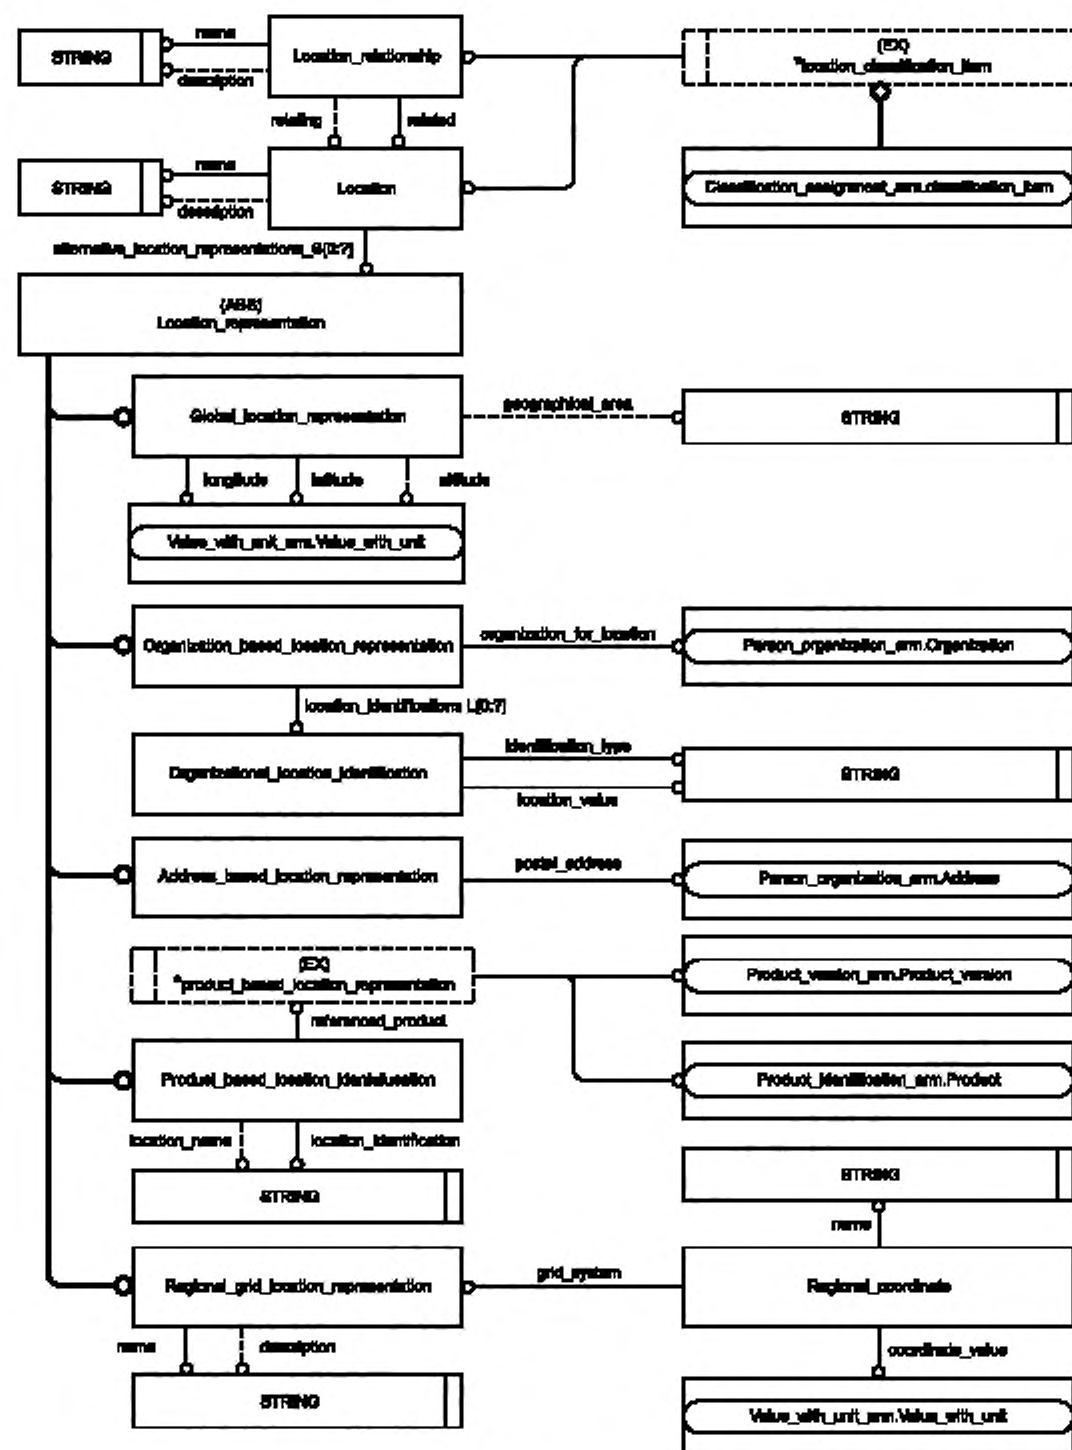 name
STRING
description
Location_relationship
(EX)
*location_classification_item
relating
related
name
STRING
description
Location
Classification_assignment_arm.classification_item
alternative_location_representations S[0:?]
(ABS)
Location_representation
Global_location_representation
geographical_area
STRING
longitude
latitude
altitude
Value_with_unit_arm.Value_with_unit
Organization_based_location_representation
organization_for_location
Person_organization_arm.Organization
location_identifications L[0:?]
Organizational_location_identification
identification_type
location_value
STRING
Address_based_location_representation
postal_address
Person_organization_arm.Address
(EX)
*product_based_location_representation
Product_version_arm.Product_version
referenced_product
Product_identification_arm.Product
location_name
location_identification
STRING
STRING
name
Regional_grid_location_representation
grid_system
Regional_coordinate
name
description
STRING
coordinate_value
Value_with_unit_arm.Value_with_unit